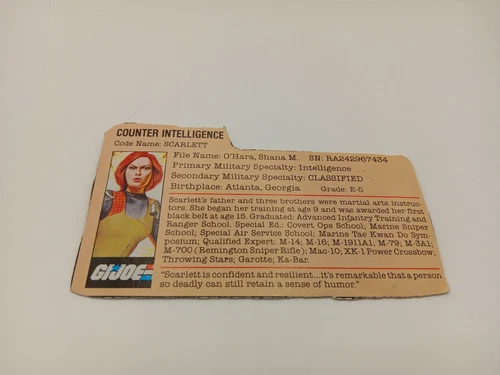 COUNTER INTELLIGENCE
Code Name: SCARLETT
File Name: O'Hara, Shana M. SN: RA242967434
Primary Military Specialty: Intelligence
Secondary Military Specialty: CLASSIFIED
Birthplace: Atlanta, Georgia Grade: E-5
Scarlett's father and three brothers were martial arts instruc-
tors. She began her training at age 9 and was awarded her first
black belt at age 15. Graduated: Advanced Infantry Training and
Ranger School. Special Ed.: Covert Ops School; Marine Sniper
School; Special Air Service School; Marine Tae Kwan Do Sym-
posium; Qualified Expert: M-14; M-16; M-1911A1; M-79; M-3A1;
M-700 (Remington Sniper Rifle); Mac-10; XK-1 Power Crossbow;
Throwing Stars; Garotte; Ka-Bar.
GI JOE
"Scarlett is confident and resilient...it's remarkable that a person
so deadly can still retain a sense of humor."